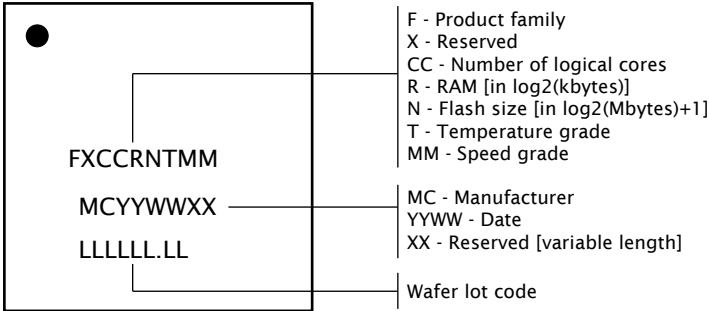 F - Product family
X - Reserved
CC - Number of logical cores
R - RAM [in log2(kbytes)]
N - Flash size [in log2(Mbytes)+1]
T - Temperature grade
MM - Speed grade
FXCCRNTMM
MCYYWWXX
MC - Manufacturer
YYWW - Date
XX - Reserved [variable length]
LLLLLL.LL
Wafer lot code